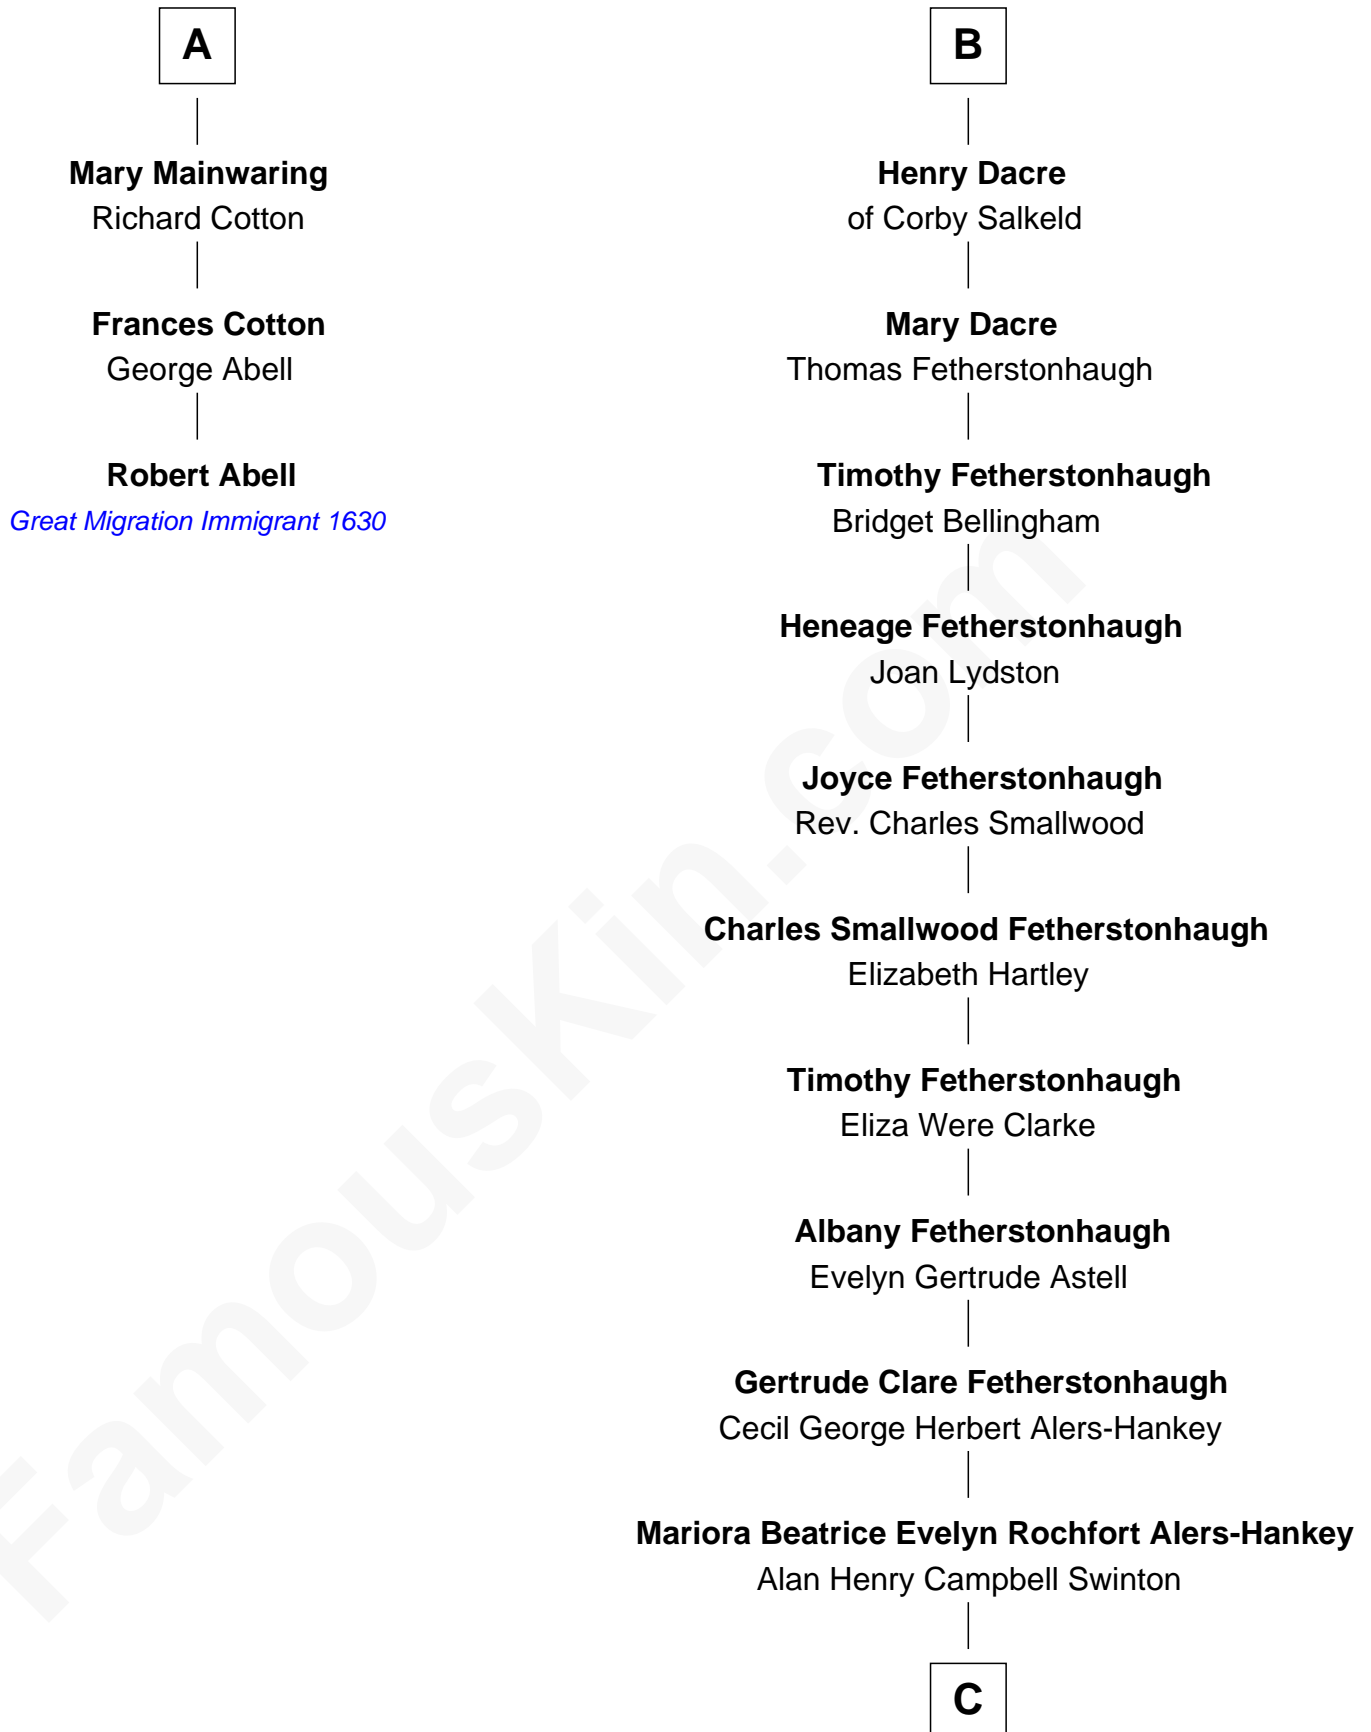 A
Mary Mainwaring
Richard Cotton
Frances Cotton
George Abell
Robert Abell
Great Migration Immigrant 1630
B
Henry Dacre
of Corby Salkeld
Mary Dacre
Thomas Fetherstonhaugh
Timothy Fetherstonhaugh
Bridget Bellingham
Heneage Fetherstonhaugh
Joan Lydston
Joyce Fetherstonhaugh
Rev. Charles Smallwood
Charles Smallwood Fetherstonhaugh
Elizabeth Hartley
Timothy Fetherstonhaugh
Eliza Were Clarke
Albany Fetherstonhaugh
Evelyn Gertrude Astell
Gertrude Clare Fetherstonhaugh
Cecil George Herbert Alers-Hankey
Mariora Beatrice Evelyn Rochfort Alers-Hankey
Alan Henry Campbell Swinton
C
FamousKin.com